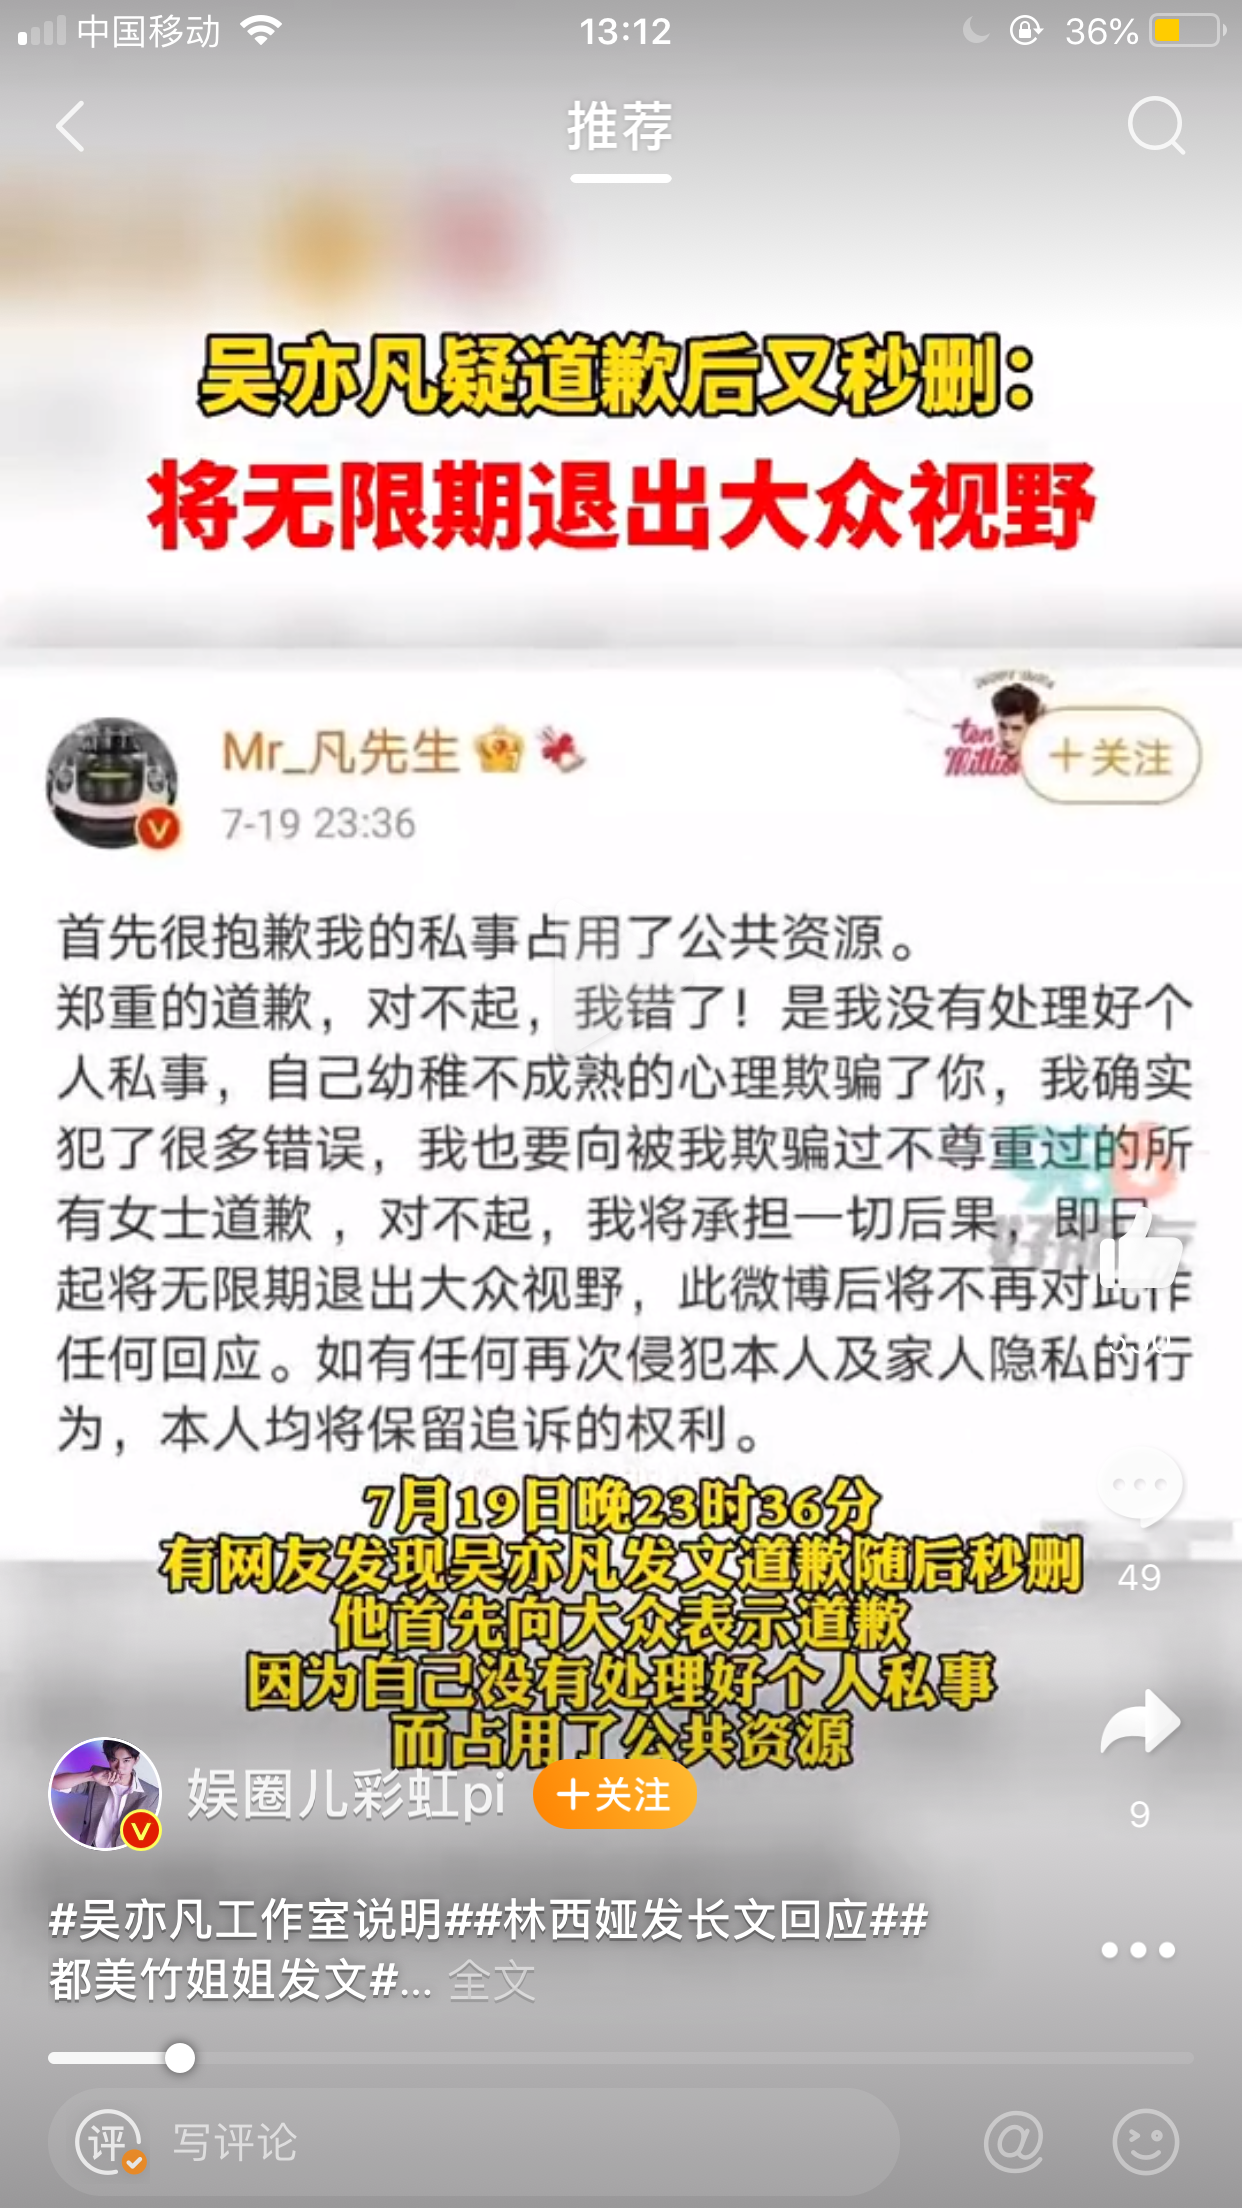 中国移动
13:12
36%
推荐
吴亦凡疑道歉后又秒删：
将无限期退出大众视野
Mr_凡先生
7-19 23:36
ten
+关注
首先很抱歉我的私事占用了公共资源。
郑重的道歉，对不起，我错了！是我没有处理好个
人私事，自己幼稚不成熟的心理欺骗了你，我确实
犯了很多错误，我也要向被我欺骗过不尊重过的所
有女士道歉，对不起，我将承担一切后果，即日
起将无限期退出大众视野，此微博后将不再对此作
任何回应。如有任何再次侵犯本人及家人隐私的行
为，本人均将保留追诉的权利。
7月19日晚23时36分
有网友发现吴亦凡发文道歉随后秒删
他首先向大众表示道歉
因为自己没有处理好个人私事
而占用了公共资源
49
9
娱圈儿彩虹pi
+关注
#吴亦凡工作室说明##林西娅发长文回应##
都美竹姐姐发文#... 全文
评
写评论
@